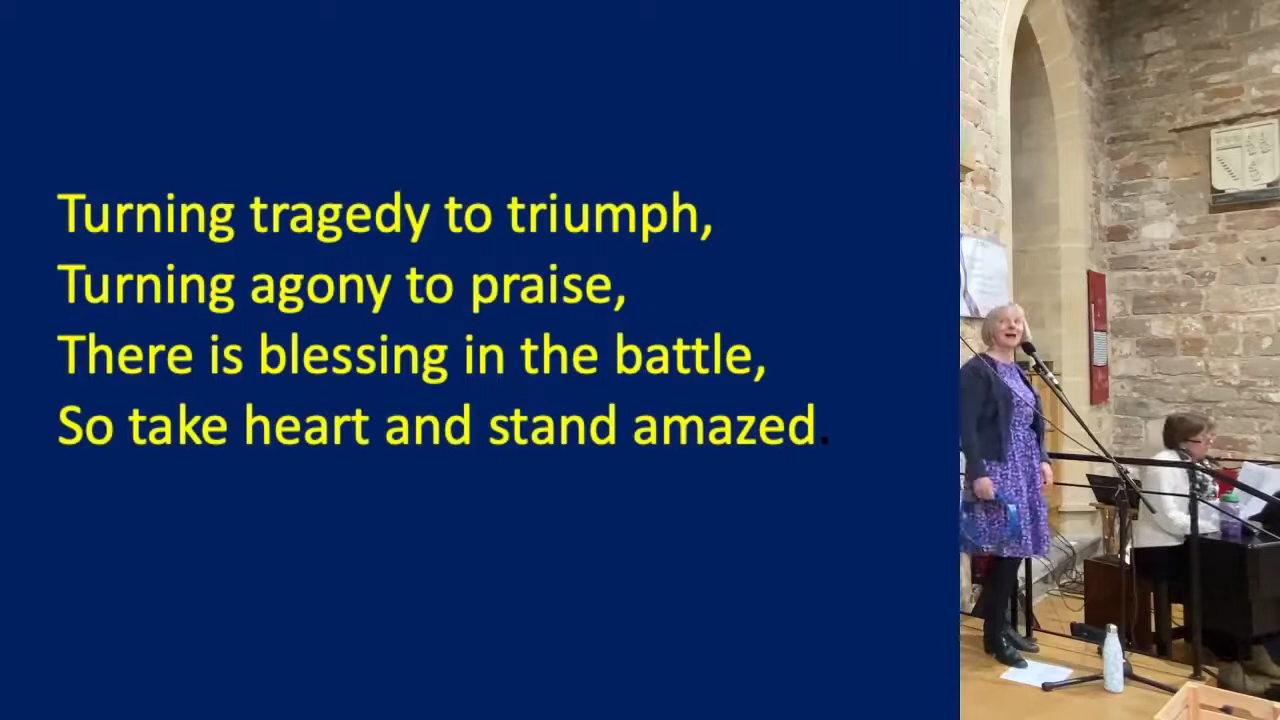 Turning tragedy to triumph,
Turning agony to praise,
There is blessing in the battle,
So take heart and stand amazed.